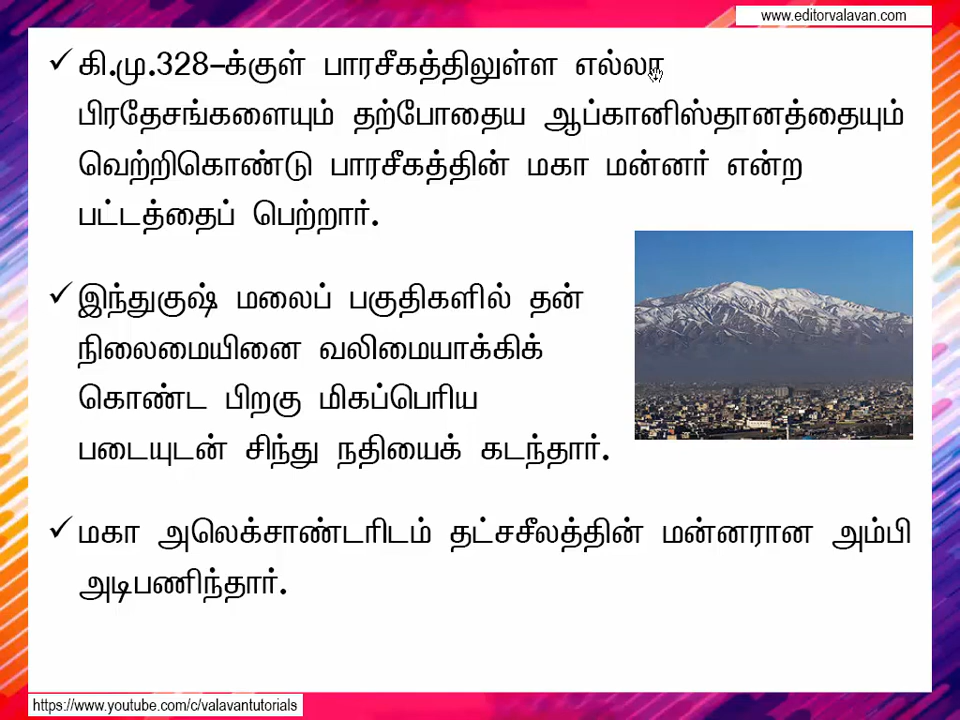 www.editorvalavan.com
✓ கி.மு.328-க்குள் பாரசீகத்திலுள்ள எல்லா
பிரதேசங்களையும் தற்போதைய ஆப்கானிஸ்தானத்தையும்
வெற்றிகொண்டு பாரசீகத்தின் மகா மன்னர் என்ற
பட்டத்தைப் பெற்றார்.
✓ இந்துகுஷ் மலைப் பகுதிகளில் தன்
நிலைமையினை வலிமையாக்கிக்
கொண்ட பிறகு மிகப்பெரிய
படையுடன் சிந்து நதியைக் கடந்தார்.
✓ மகா அலெக்சாண்டரிடம் தட்சசீலத்தின் மன்னரான அம்பி
அடிபணிந்தார்.
https://www.youtube.com/c/valavantutorials